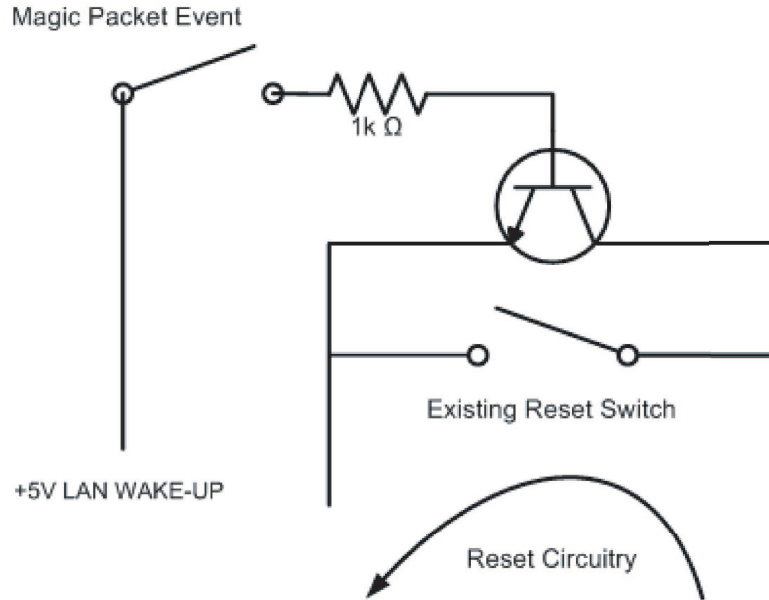 Magic Packet Event
1k Ω
Existing Reset Switch
+5V LAN WAKE-UP
Reset Circuitry